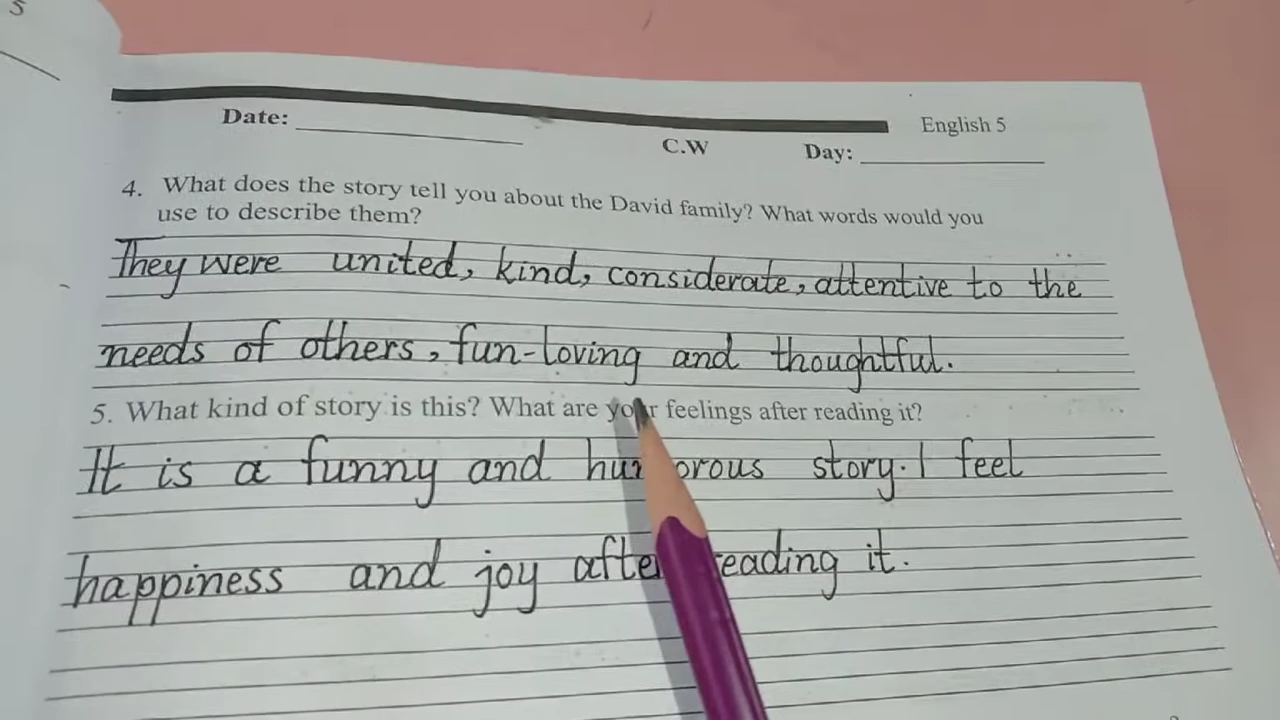 5
English 5
Date:
C.W
Day:
4. What does the story tell you about the David family? What words would you
use to describe them?
They were united, kind, considerate, attentive to the
needs of others, fun-loving and thoughtful.
5. What kind of story is this? What are your feelings after reading it?
It is a funny and humorous story. I feel
happiness and joy after reading it.